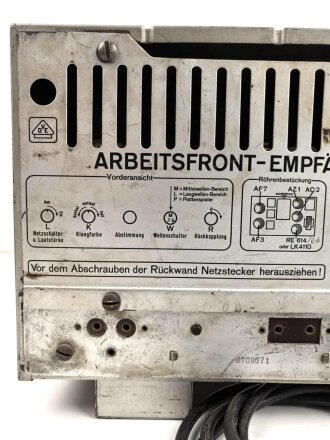 VDE
ARBEITSFRONT-EMPFÄ
Vorderansicht
Röhrenbestückung
M = Mittelwellen-Bereich
L = Langwellen-Bereich
P = Plattenspieler
AF7 AZ1 AC2
Aus
L K W R
Netzschalter
u. Lautstärke
Klangfarbe
Abstimmung
Wellenschalter
Rückkopplung
AF3 RE 614
oder LK4110
Vor dem Abschrauben der Rückwand Netzstecker herausziehen!